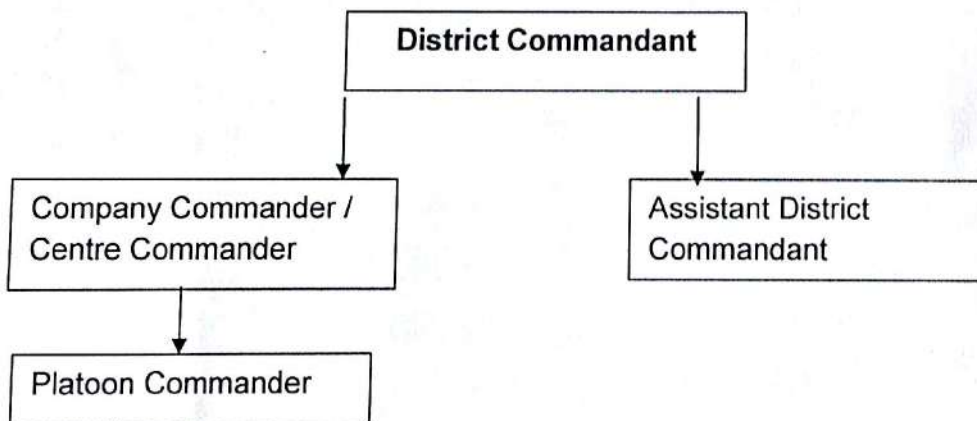 District Commandant
Company Commander /
Centre Commander
Assistant District
Commandant
Platoon Commander